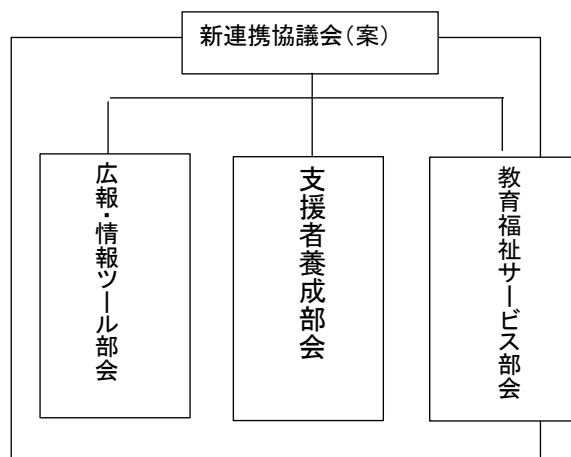 新連携協議会（案）
広報・情報ツール部会
支援者養成部会
教育福祉サービス部会